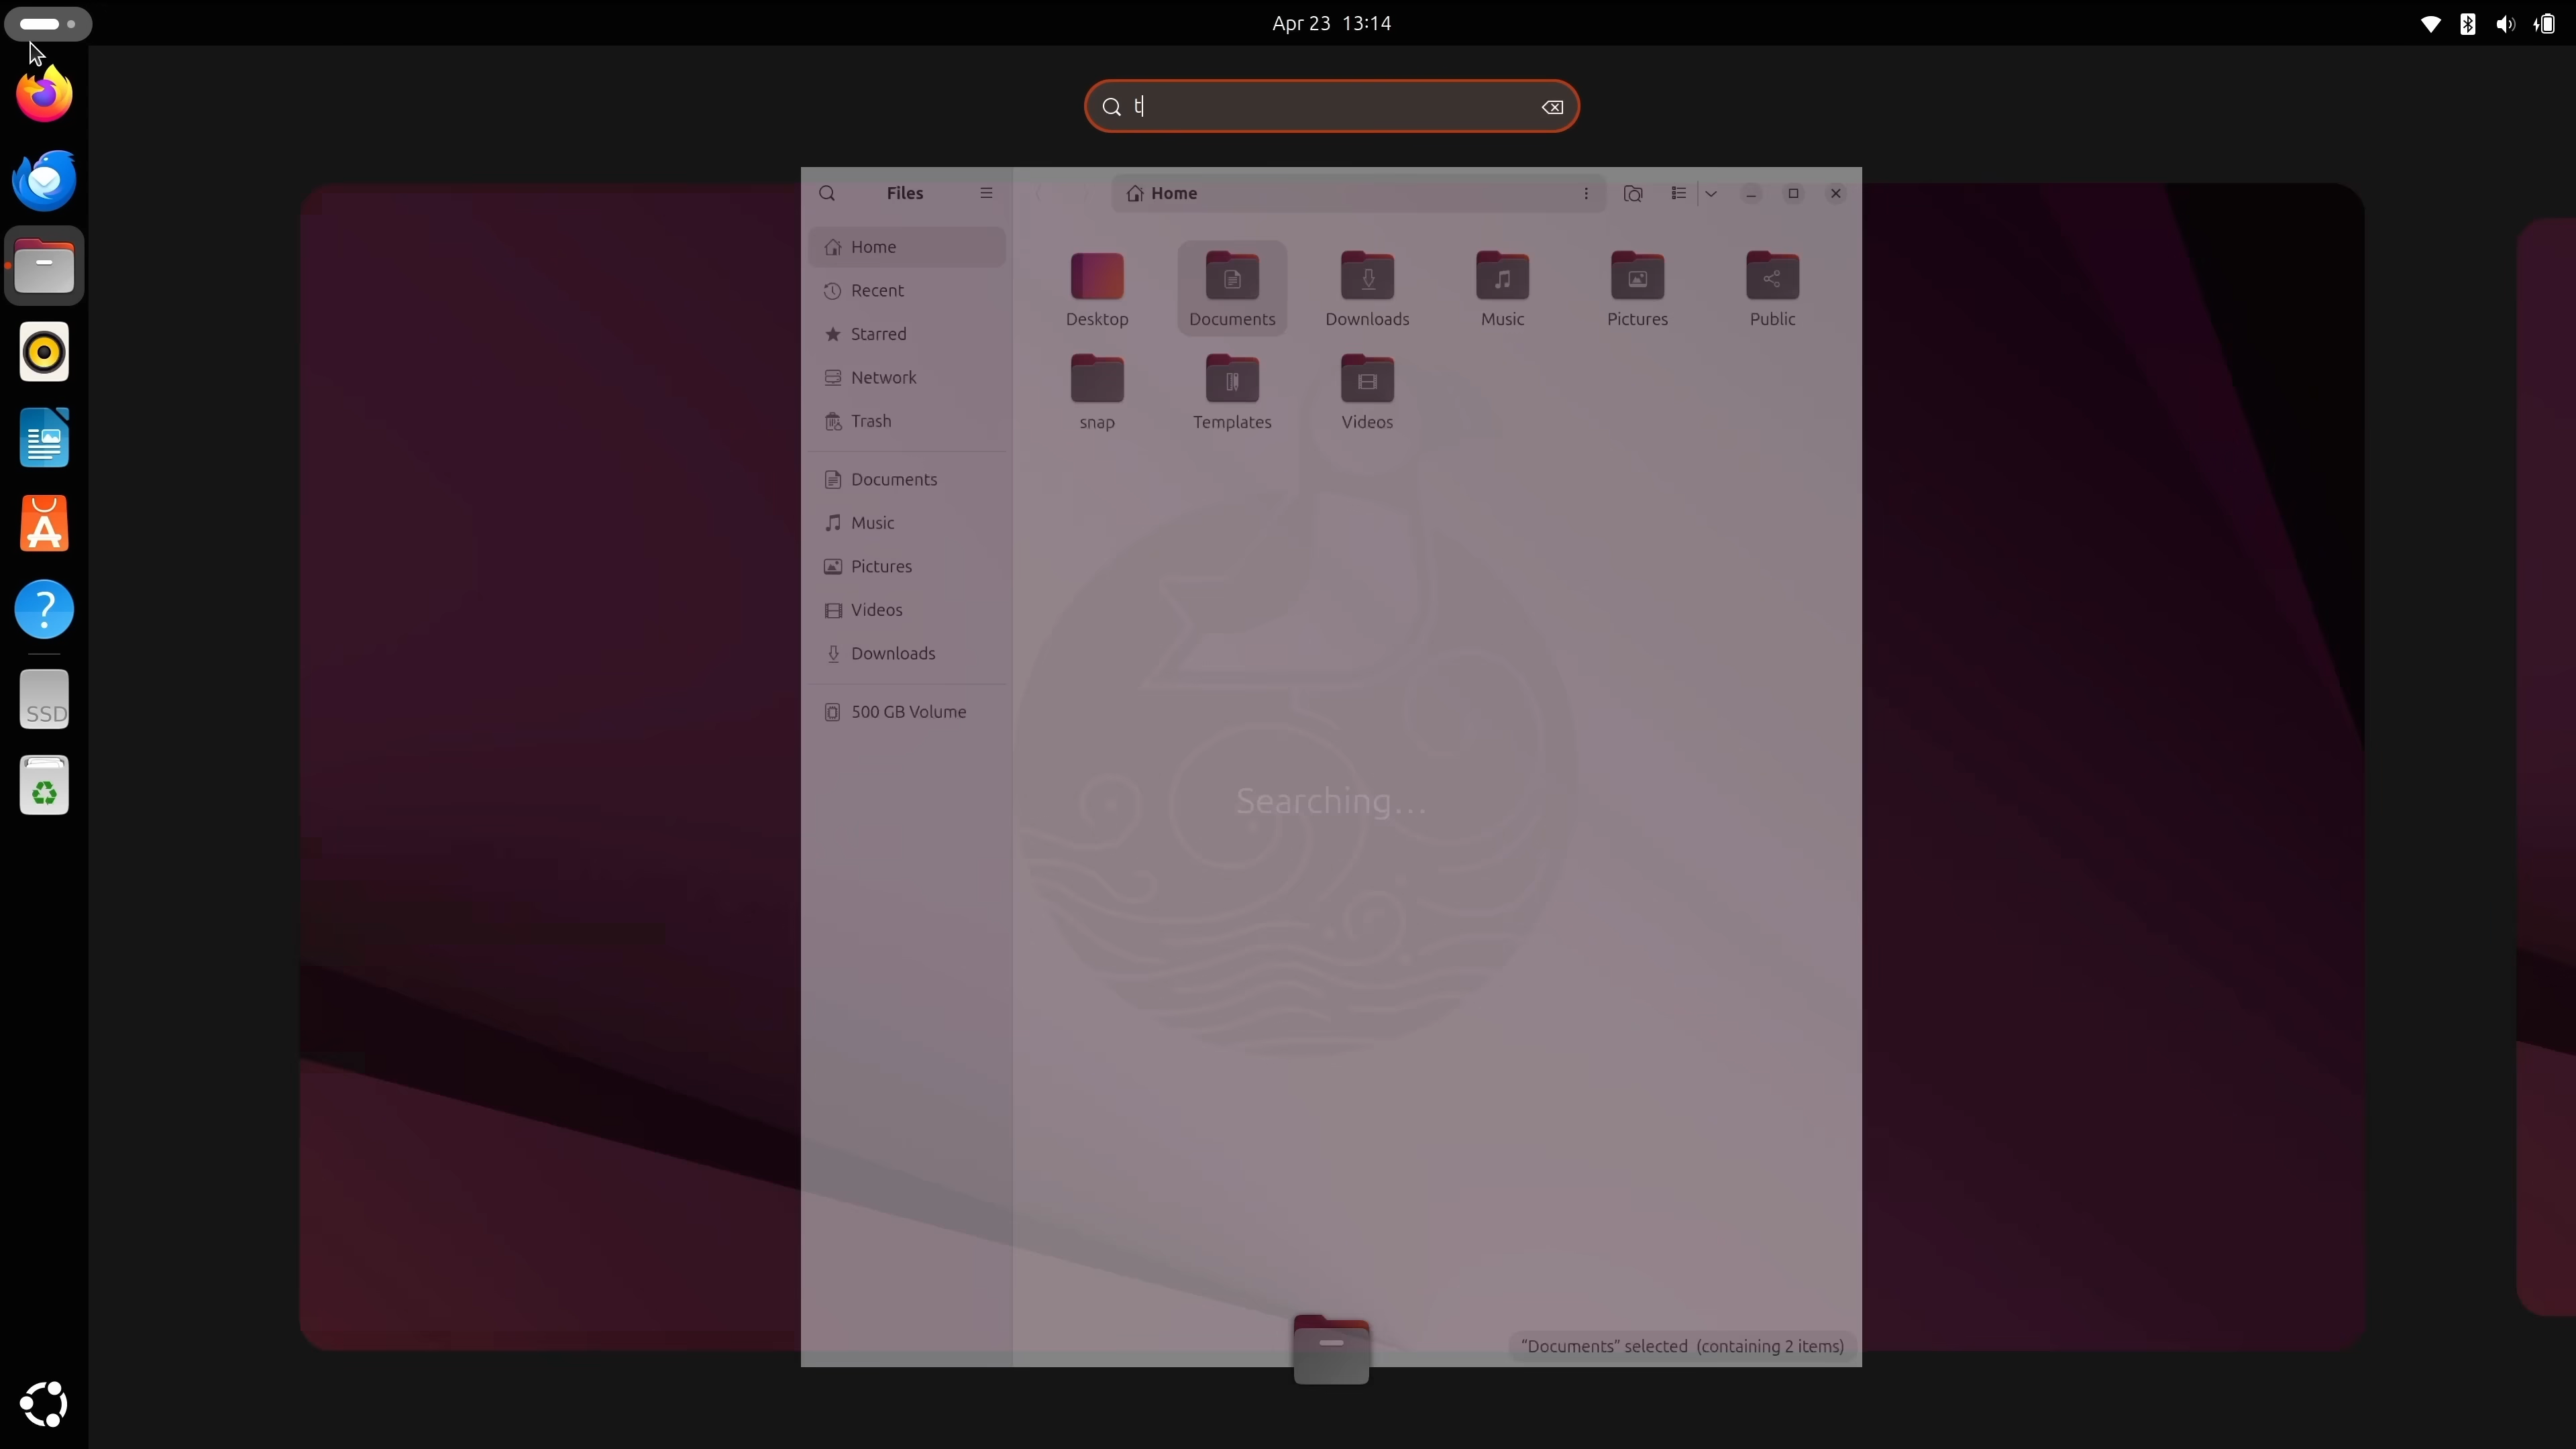 Apr 23 13:14
t
Files
Home
Home
Recent
Starred
Network
Trash
Documents
Music
Pictures
Videos
Downloads
500 GB Volume
Desktop
Documents
Downloads
Music
Pictures
Public
snap
Templates
Videos
Searching...
“Documents” selected (containing 2 items)
SSD